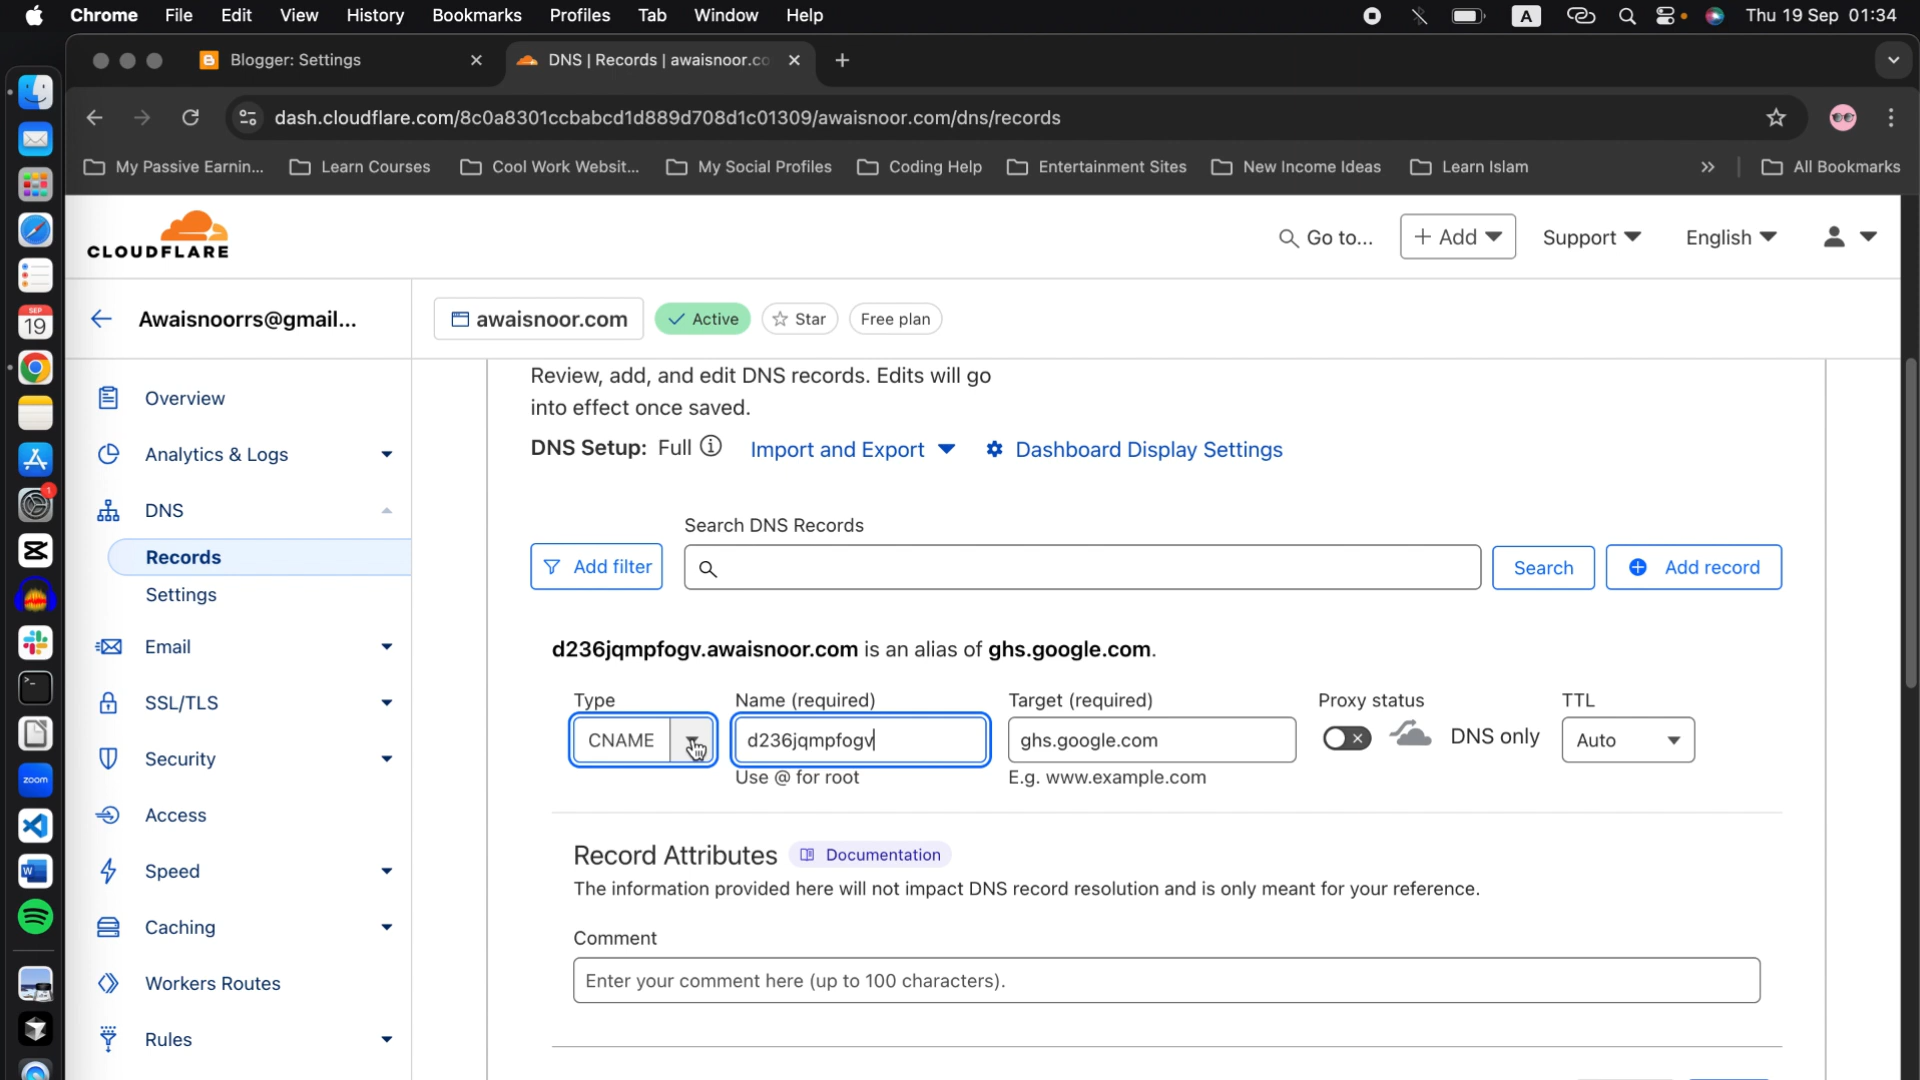 Chrome File Edit View History Bookmarks Profiles Tab Window Help A Thu 19 Sep 01:34
Blogger: Settings DNS | Records | awaisnoor.co
dash.cloudflare.com/8c0a8301ccbabcd1d889d708d1c01309/awaisnoor.com/dns/records
My Passive Earnin... Learn Courses Cool Work Websit... My Social Profiles Coding Help Entertainment Sites New Income Ideas Learn Islam » All Bookmarks
CLOUDFLARE Go to... + Add Support English
Awaisnoorrs@gmail... awaisnoor.com Active Star Free plan
Overview
Analytics & Logs
DNS
Records
Settings
Email
SSL/TLS
Security
Access
Speed
Caching
Workers Routes
Rules
Review, add, and edit DNS records. Edits will go
into effect once saved.
DNS Setup: Full Import and Export Dashboard Display Settings
Search DNS Records
Add filter Search Add record
d236jqmpfogv.awaisnoor.com is an alias of ghs.google.com.
Type Name (required) Target (required) Proxy status TTL
CNAME d236jqmpfogv ghs.google.com DNS only Auto
Use @ for root E.g. www.example.com
Record Attributes Documentation
The information provided here will not impact DNS record resolution and is only meant for your reference.
Comment
Enter your comment here (up to 100 characters).
SEP
19
1
zoom
W